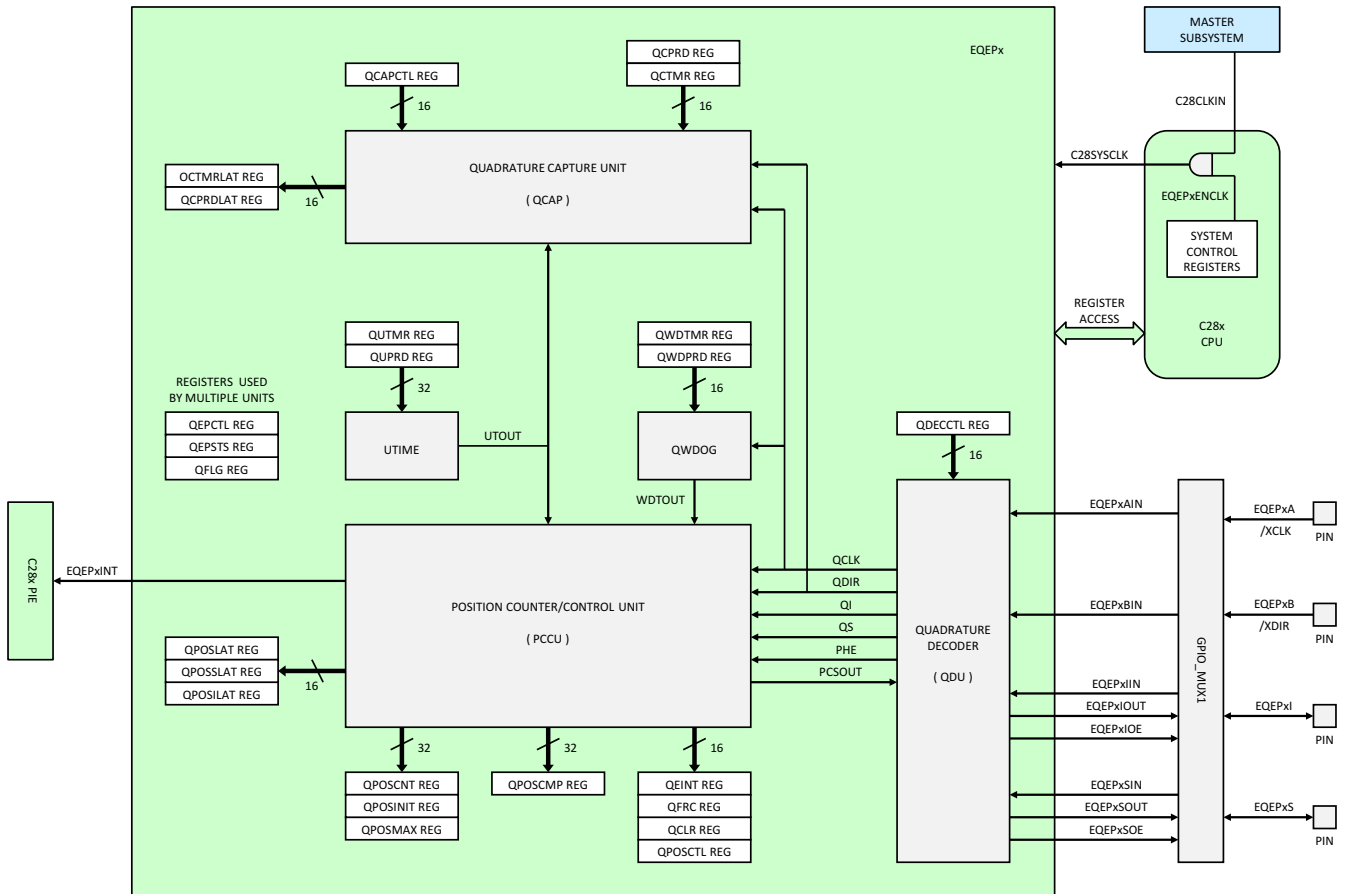 MASTER
SUBSYSTEM
EQEPx
QCPRD REG
QCAPCTL REG
QCTMR REG
16
16
C28CLKIN
QUADRATURE CAPTURE UNIT
( QCAP )
OCTMRLAT REG
QCPRDLAT REG
16
C28SYSCLK
EQEPxENCLK
SYSTEM
CONTROL
REGISTERS
REGISTER
ACCESS
C28x
CPU
QUTMR REG
QUPRD REG
32
QWDTMR REG
QWDPRD REG
16
REGISTERS USED
BY MULTIPLE UNITS
QEPCTL REG
QEPSTS REG
QFLG REG
UTIME
UTOUT
QWDOG
WDTOUT
QDECCTL REG
16
C28x PIE
EQEPxINT
POSITION COUNTER/CONTROL UNIT
( PCCU )
QCLK
QDIR
QI
QS
PHE
PCSOUT
QUADRATURE
DECODER
( QDU )
EQEPxAIN
EQEPxBIN
EQEPxIIN
EQEPxIOUT
EQEPxIOE
EQEPxSIN
EQEPxSOUT
EQEPxSOE
GPIO_MUX1
EQEPxA
/XCLK
PIN
EQEPxB
/XDIR
PIN
EQEPxI
PIN
EQEPxS
PIN
QPOSLAT REG
QPOSSLAT REG
QPOSILAT REG
16
32
32
16
QPOSCNT REG
QPOSINIT REG
QPOSMAX REG
QPOSCMP REG
QEINT REG
QFRC REG
QCLR REG
QPOSCTL REG